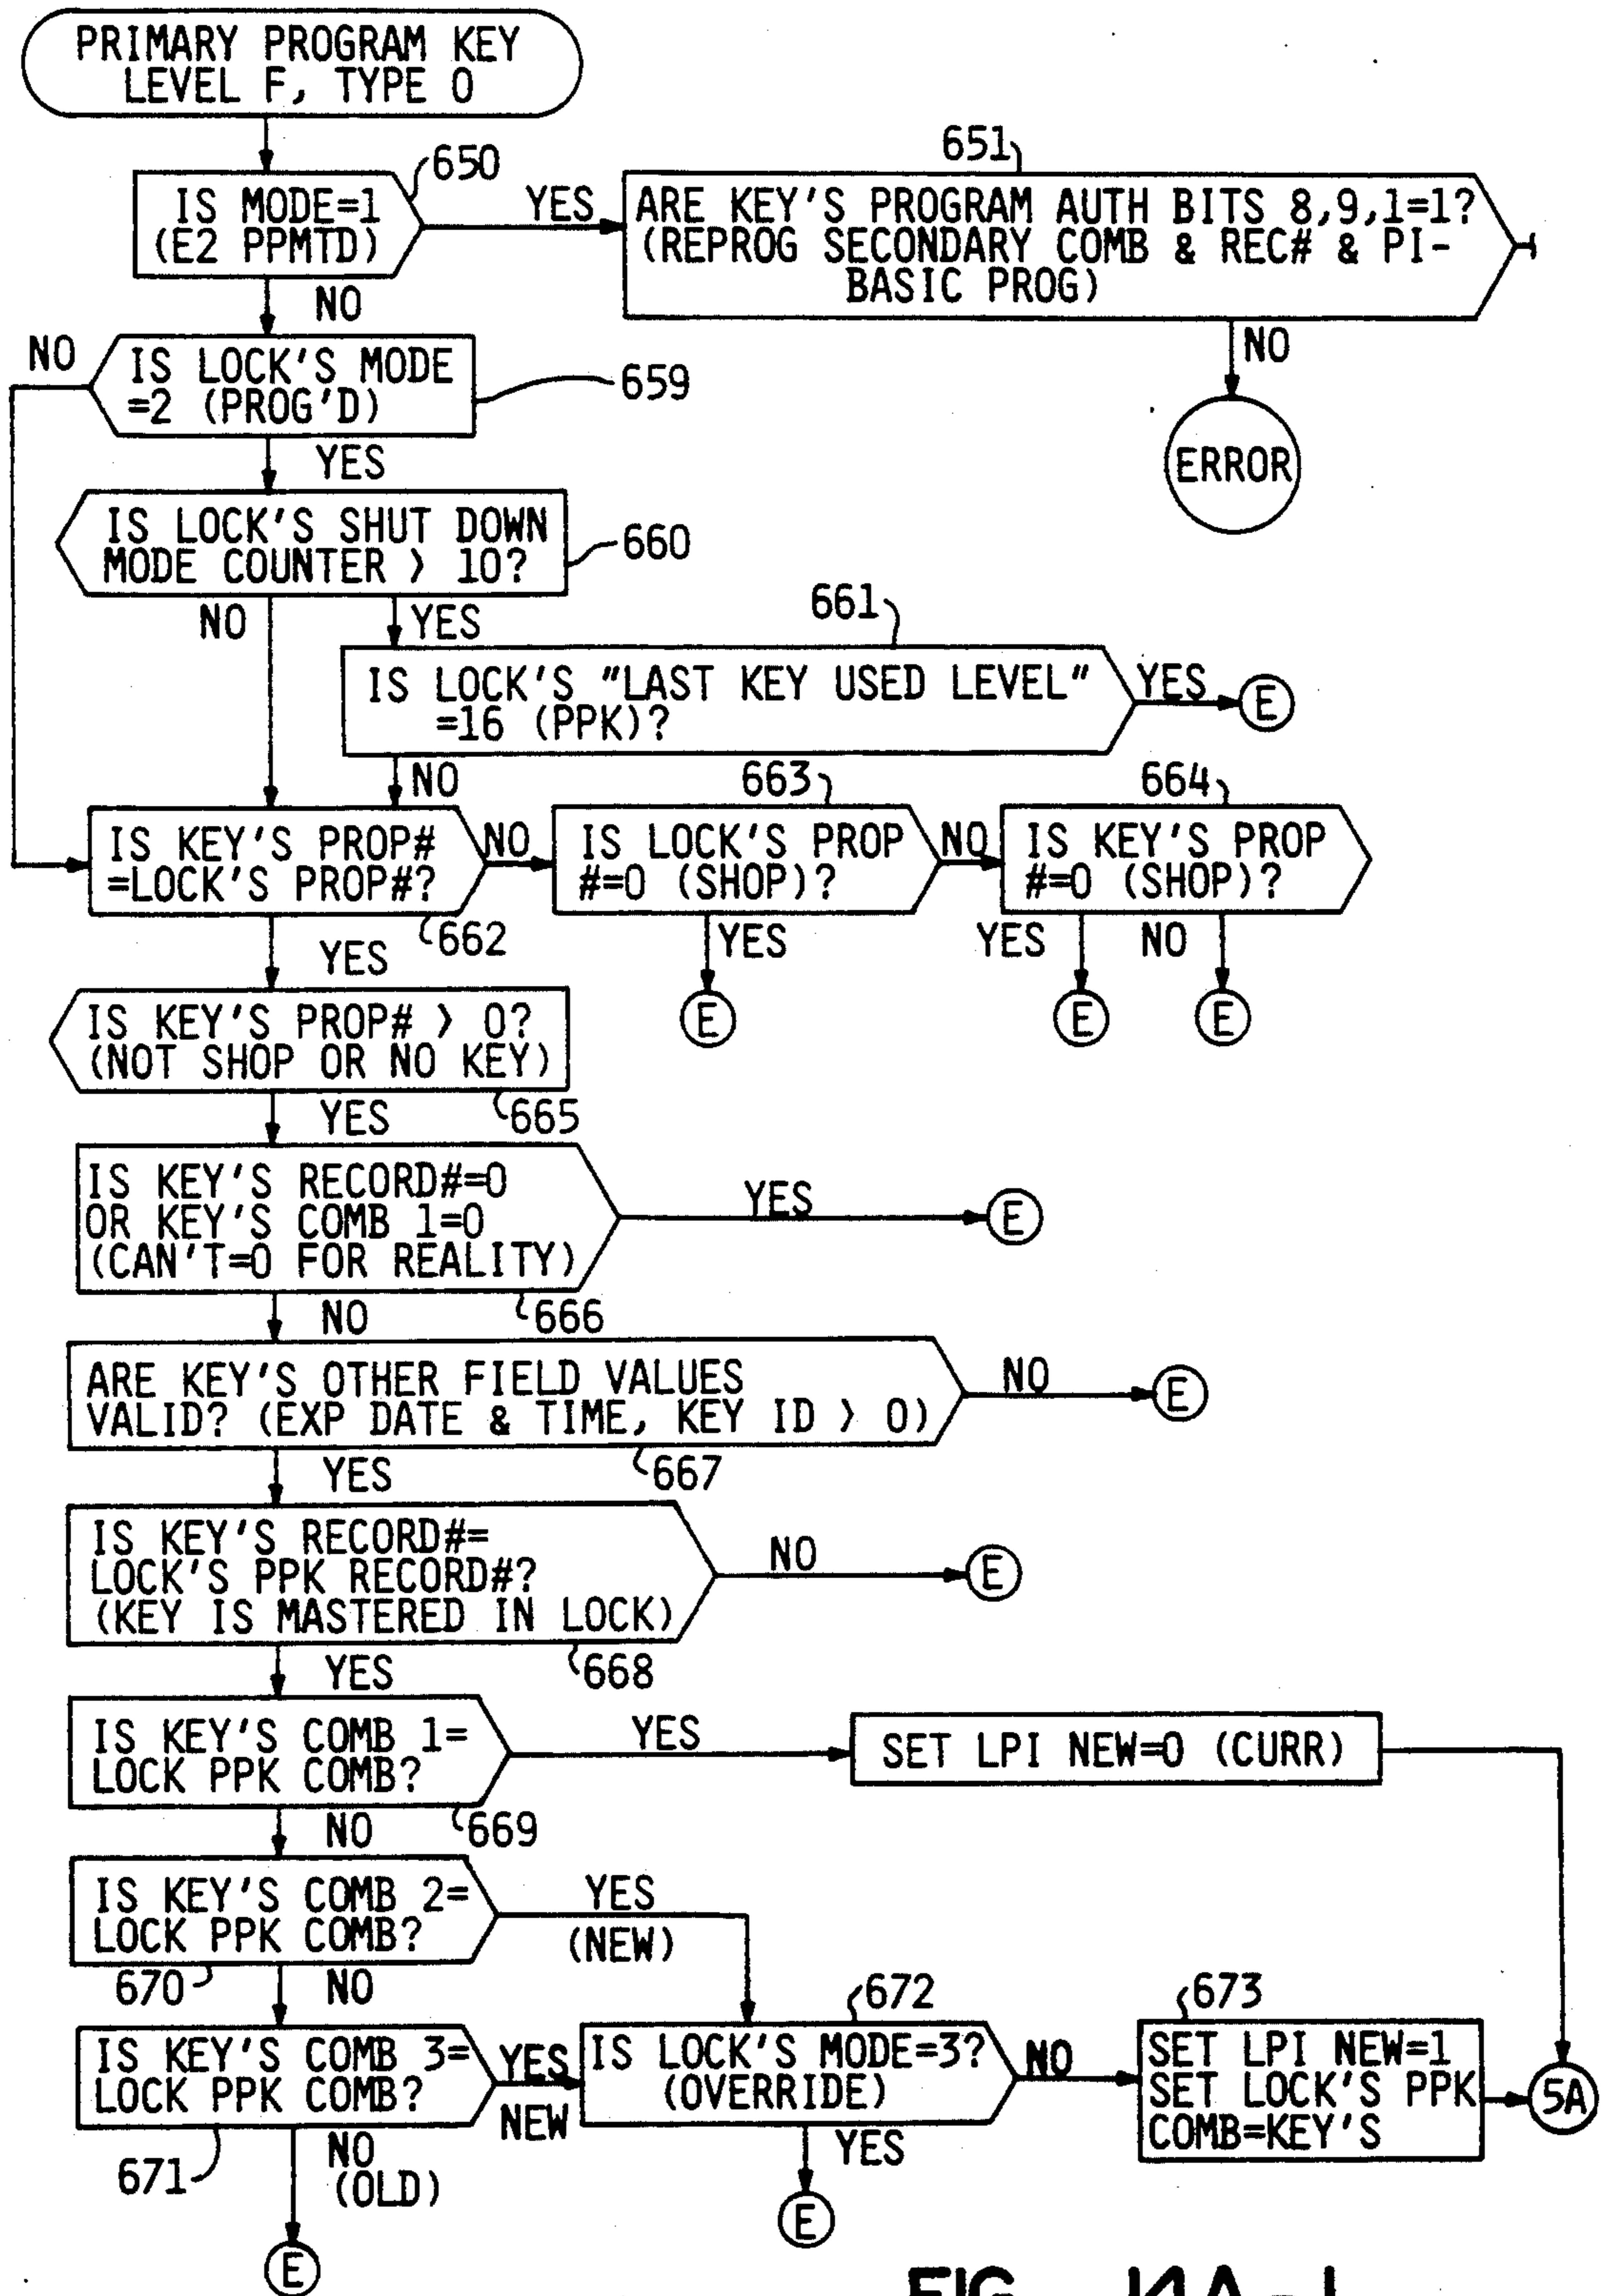 PRIMARY PROGRAM KEY
LEVEL F, TYPE 0
650
IS MODE=1
(E2 PPMTD)
YES
651
ARE KEY'S PROGRAM AUTH BITS 8,9,1=1?
(REPROG SECONDARY COMB & REC# & PI-
BASIC PROG)
NO
NO
ERROR
NO
IS LOCK'S MODE
=2 (PROG'D)
659
YES
IS LOCK'S SHUT DOWN
MODE COUNTER > 10?
660
NO
YES
661
IS LOCK'S "LAST KEY USED LEVEL"
=16 (PPK)?
YES
E
NO
IS KEY'S PROP#
=LOCK'S PROP#?
662
NO
663
IS LOCK'S PROP
#=0 (SHOP)?
NO
664
IS KEY'S PROP
#=0 (SHOP)?
YES
YES
YES
NO
E
E
E
IS KEY'S PROP# > 0?
(NOT SHOP OR NO KEY)
665
YES
IS KEY'S RECORD#=0
OR KEY'S COMB 1=0
(CAN'T=0 FOR REALITY)
YES
E
666
NO
ARE KEY'S OTHER FIELD VALUES
VALID? (EXP DATE & TIME, KEY ID > 0)
NO
E
667
YES
IS KEY'S RECORD#=
LOCK'S PPK RECORD#?
(KEY IS MASTERED IN LOCK)
NO
E
668
YES
IS KEY'S COMB 1=
LOCK PPK COMB?
YES
SET LPI NEW=0 (CURR)
669
NO
IS KEY'S COMB 2=
LOCK PPK COMB?
YES
(NEW)
670
NO
IS KEY'S COMB 3=
LOCK PPK COMB?
YES
NEW
672
IS LOCK'S MODE=3?
(OVERRIDE)
NO
673
SET LPI NEW=1
SET LOCK'S PPK
COMB=KEY'S
5A
671
NO
(OLD)
YES
E
E